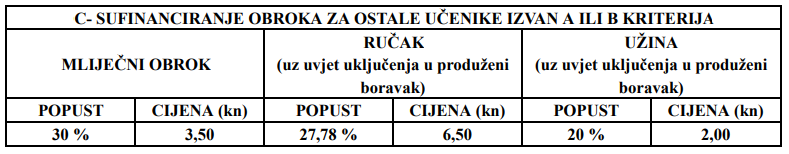 C- SUFINANCIRANJE OBROKA ZA OSTALE UČENIKE IZVAN A ILI B KRITERIJA
MLIJEČNI OBROK
RUČAK
(uz uvjet uključenja u produženi
boravak)
UŽINA
(uz uvjet uključenja u produženi
boravak)
POPUST CIJENA (kn) POPUST CIJENA (kn) POPUST CIJENA (kn)
30 % 3,50 27,78 % 6,50 20 % 2,00